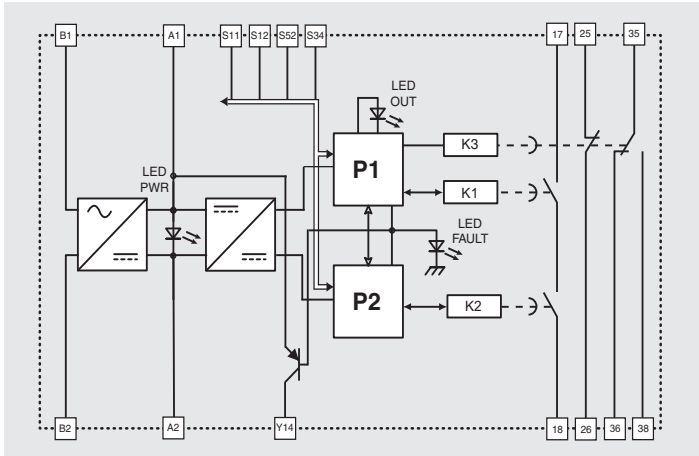 B1 A1 S11 S12 S52 S34 17 25 35
LED
OUT
P1
K3
LED
PWR
K1
LED
FAULT
P2
K2
B2 A2 Y14 18 26 36 38